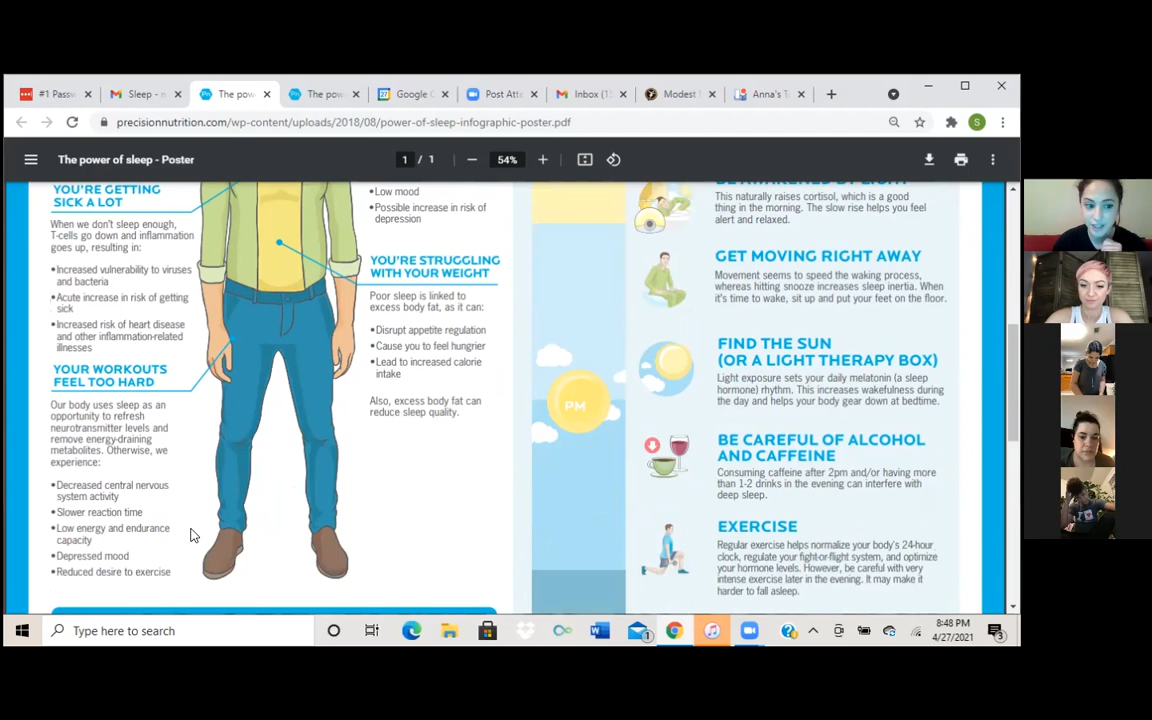 #1 Passw
Sleep - n
The pow
The pow
Google C
Post Atte
Inbox (1
Modest
Anna's T
precisionnutrition.com/wp-content/uploads/2018/08/power-of-sleep-infographic-poster.pdf
S
The power of sleep - Poster
1 / 1
54%
YOU'RE GETTING
SICK A LOT
When we don't sleep enough,
T-cells go down and inflammation
goes up, resulting in:
•Increased vulnerability to viruses
and bacteria
•Acute increase in risk of getting
sick
•Increased risk of heart disease
and other inflammation-related
illnesses
YOUR WORKOUTS
FEEL TOO HARD
Our body uses sleep as an
opportunity to refresh
neurotransmitter levels and
remove energy-draining
metabolites. Otherwise, we
experience:
•Decreased central nervous
system activity
•Slower reaction time
•Low energy and endurance
capacity
•Depressed mood
•Reduced desire to exercise
•Low mood
•Possible increase in risk of
depression
YOU'RE STRUGGLING
WITH YOUR WEIGHT
Poor sleep is linked to
excess body fat, as it can:
•Disrupt appetite regulation
•Cause you to feel hungrier
•Lead to increased calorie
intake
Also, excess body fat can
reduce sleep quality.
PM
BE AWAKENED BY LIGHT
This naturally raises cortisol, which is a good
thing in the morning. The slow rise helps you feel
alert and relaxed.
GET MOVING RIGHT AWAY
Movement seems to speed the waking process,
whereas hitting snooze increases sleep inertia. When
it's time to wake, sit up and put your feet on the floor.
FIND THE SUN
(OR A LIGHT THERAPY BOX)
Light exposure sets your daily melatonin (a sleep
hormone) rhythm. This increases wakefulness during
the day and helps your body gear down at bedtime.
BE CAREFUL OF ALCOHOL
AND CAFFEINE
Consuming caffeine after 2pm and/or having more
than 1-2 drinks in the evening can interfere with
deep sleep.
EXERCISE
Regular exercise helps normalize your body's 24-hour
clock, regulate your fight-or-flight system, and optimize
your hormone levels. However, be careful with very
intense exercise later in the evening. It may make it
harder to fall asleep.
Type here to search
8:48 PM
4/27/2021
3